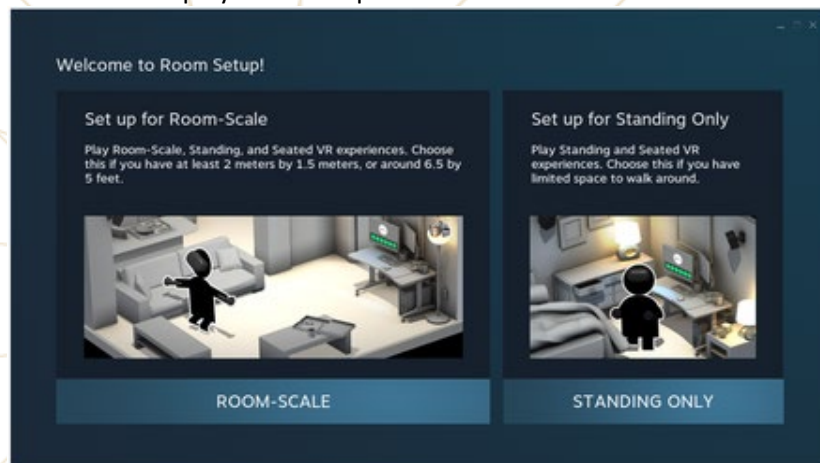 Welcome to Room Setup!
Set up for Room-Scale
Play Room-Scale, Standing, and Seated VR experiences. Choose
this if you have at least 2 meters by 1.5 meters, or around 6.5 by
5 feet.
ROOM-SCALE
Set up for Standing Only
Play Standing and Seated VR
experiences. Choose this if you have
limited space to walk around.
STANDING ONLY